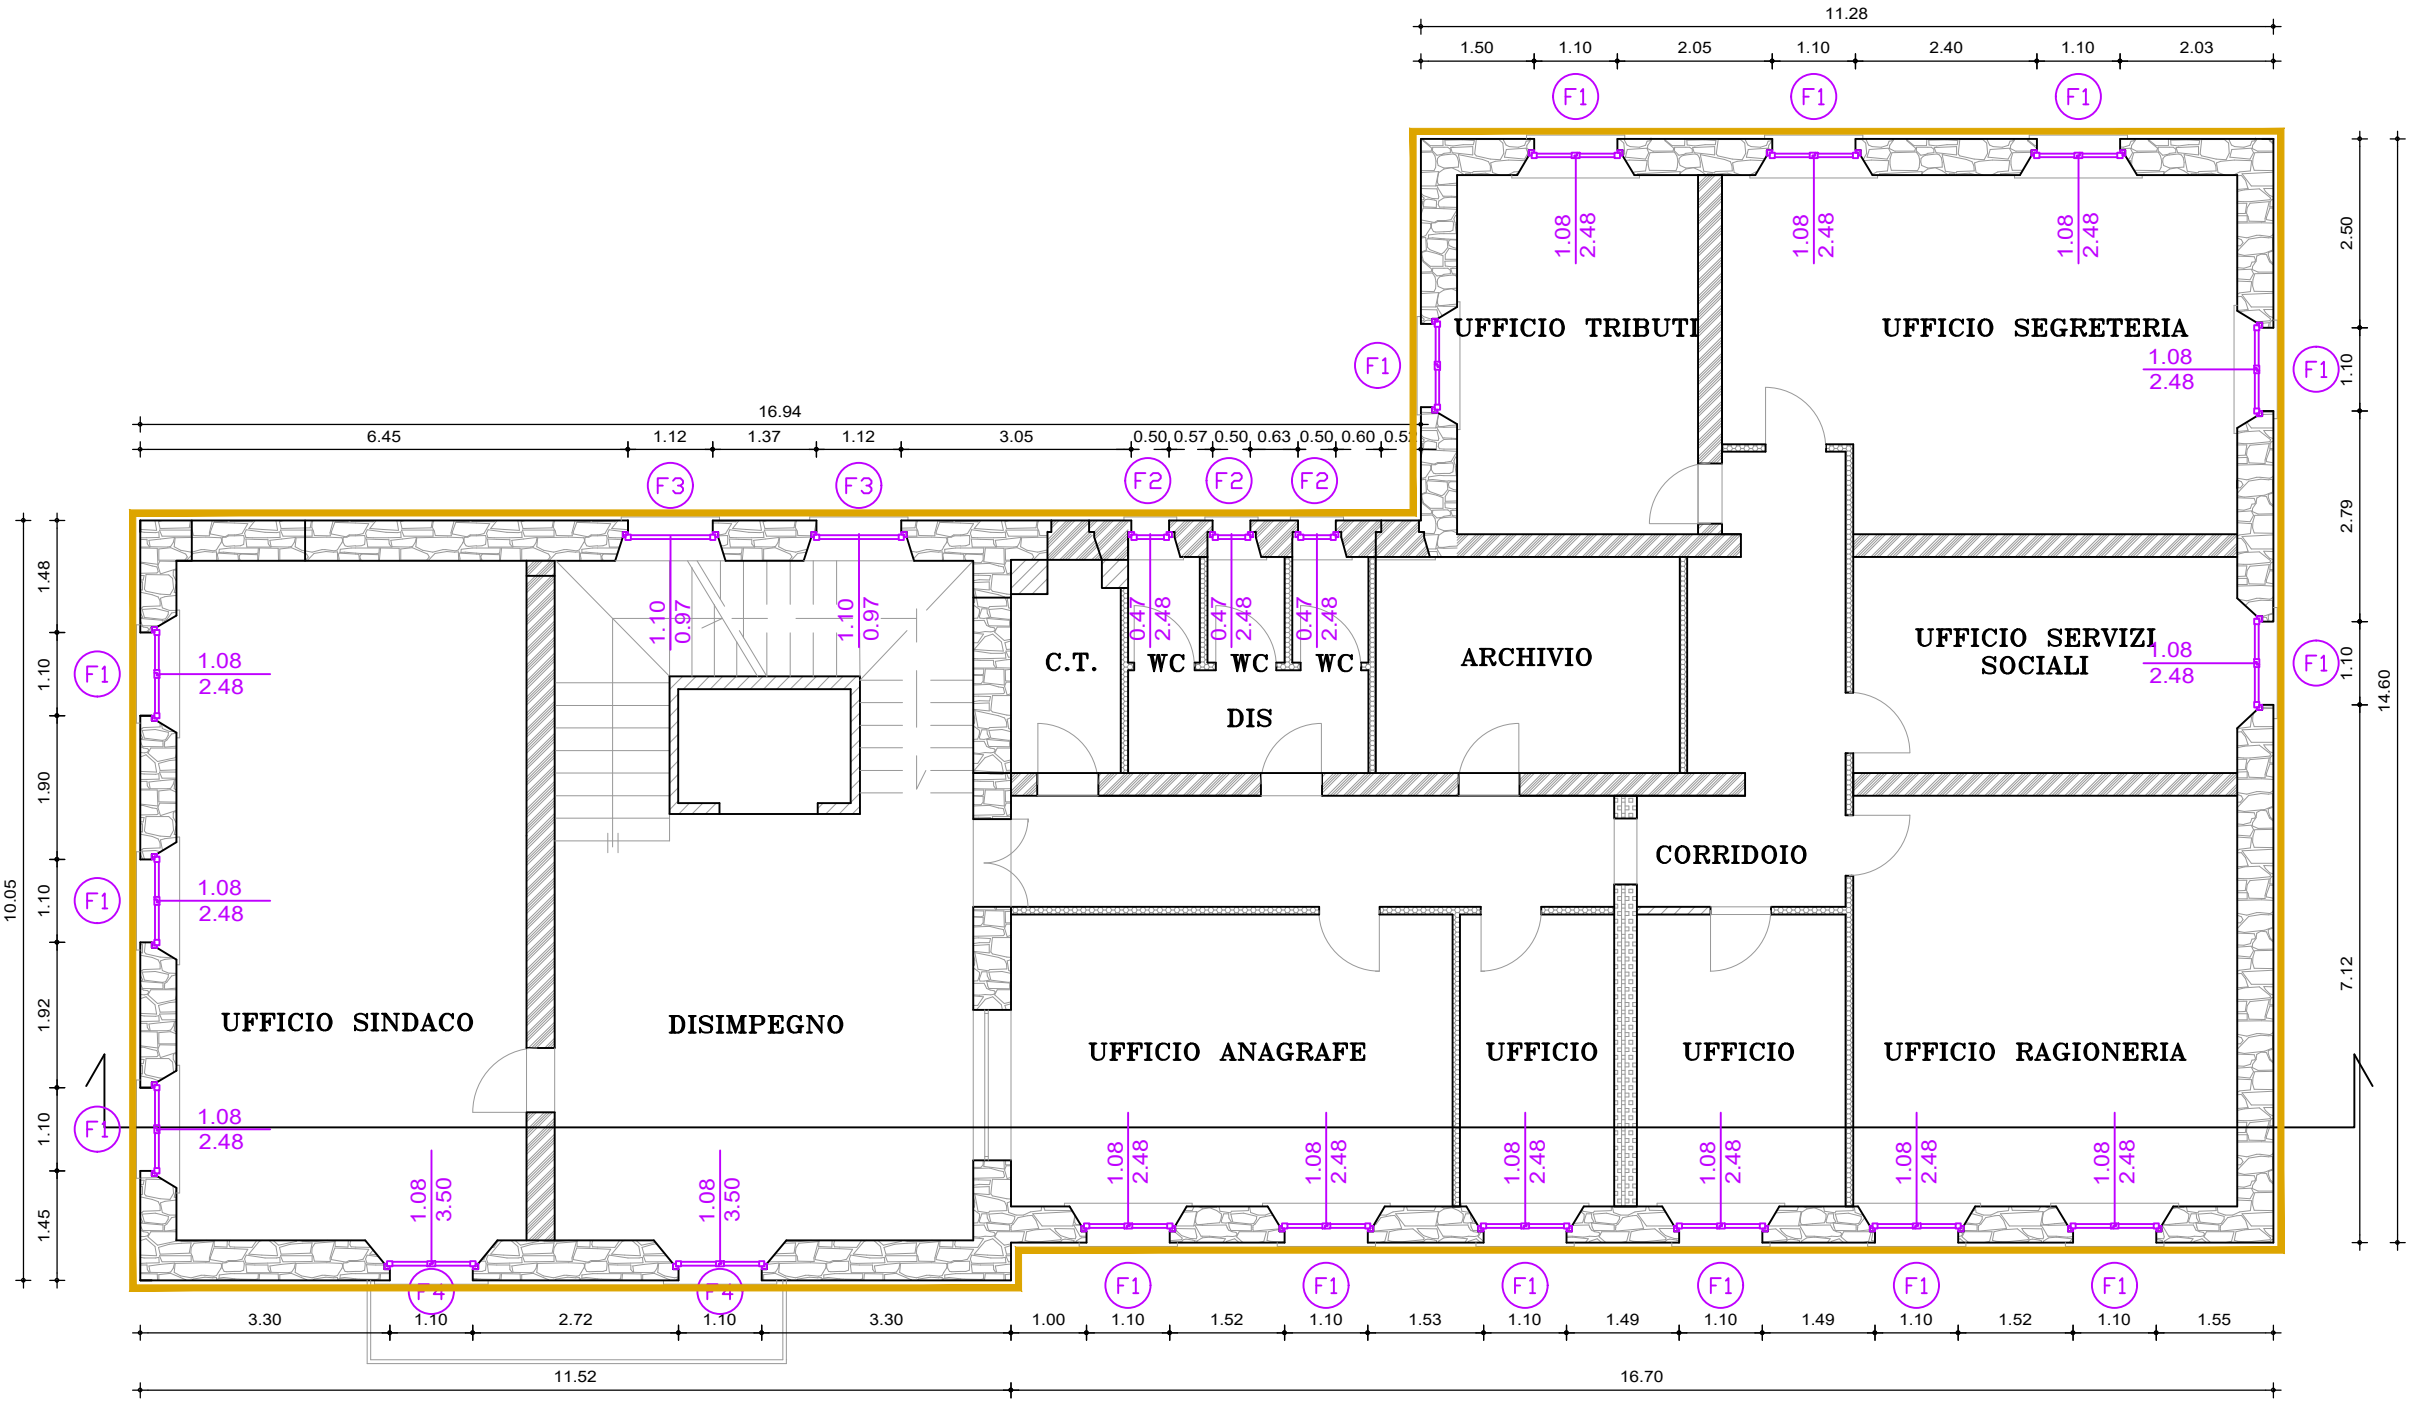 11.28
1.50 1.10 2.05 1.10 2.40 1.10 2.03
F1 F1 F1
1.08 2.48 1.08 2.48 1.08 2.48
2.50
UFFICIO TRIBUTI UFFICIO SEGRETERIA
F1 1.08 2.48 F1 1.10
16.94
6.45 1.12 1.37 1.12 3.05 0.50 0.57 0.50 0.63 0.50 0.60
F3 F3 F2 F2 F2
2.79
1.48
1.10 0.97 1.10 0.97 0.47 2.48 0.47 2.48 0.47 2.48
UFFICIO SERVIZI
SOCIALI
1.08 2.48 F1 1.10
14.60
C.T. WC WC WC ARCHIVIO
F1 1.08 2.48 1.10
DIS
1.90
CORRIDOIO
10.05
F1 1.08 2.48 1.10
7.12
1.92
UFFICIO SINDACO DISIMPEGNO
UFFICIO ANAGRAFE UFFICIO UFFICIO UFFICIO RAGIONERIA
F1 1.08 2.48 1.10
1.08 3.50 1.08 3.50 1.08 2.48 1.08 2.48 1.08 2.48 1.08 2.48 1.08 2.48 1.08 2.48
1.45
F4 F4 F1 F1 F1 F1 F1 F1
3.30 1.10 2.72 1.10 3.30 1.00 1.10 1.52 1.10 1.53 1.10 1.49 1.10 1.49 1.10 1.52 1.10 1.55
11.52 16.70